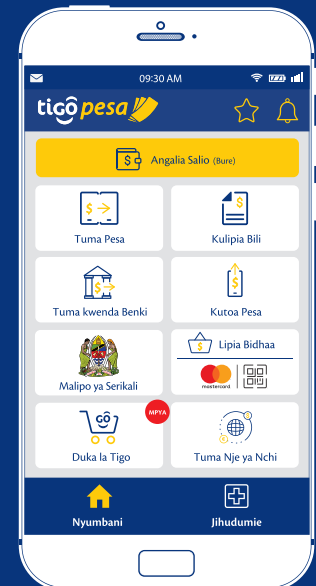 09:30 AM
tigo pesa
Angalia Salio (Bure)
Tuma Pesa
Kulipia Bili
Tuma kwenda Benki
Kutoa Pesa
Malipo ya Serikali
Lipia Bidhaa
mastercard
MPYA
GO
Duka la Tigo
Tuma Nje ya Nchi
Nyumbani
Jihudumie